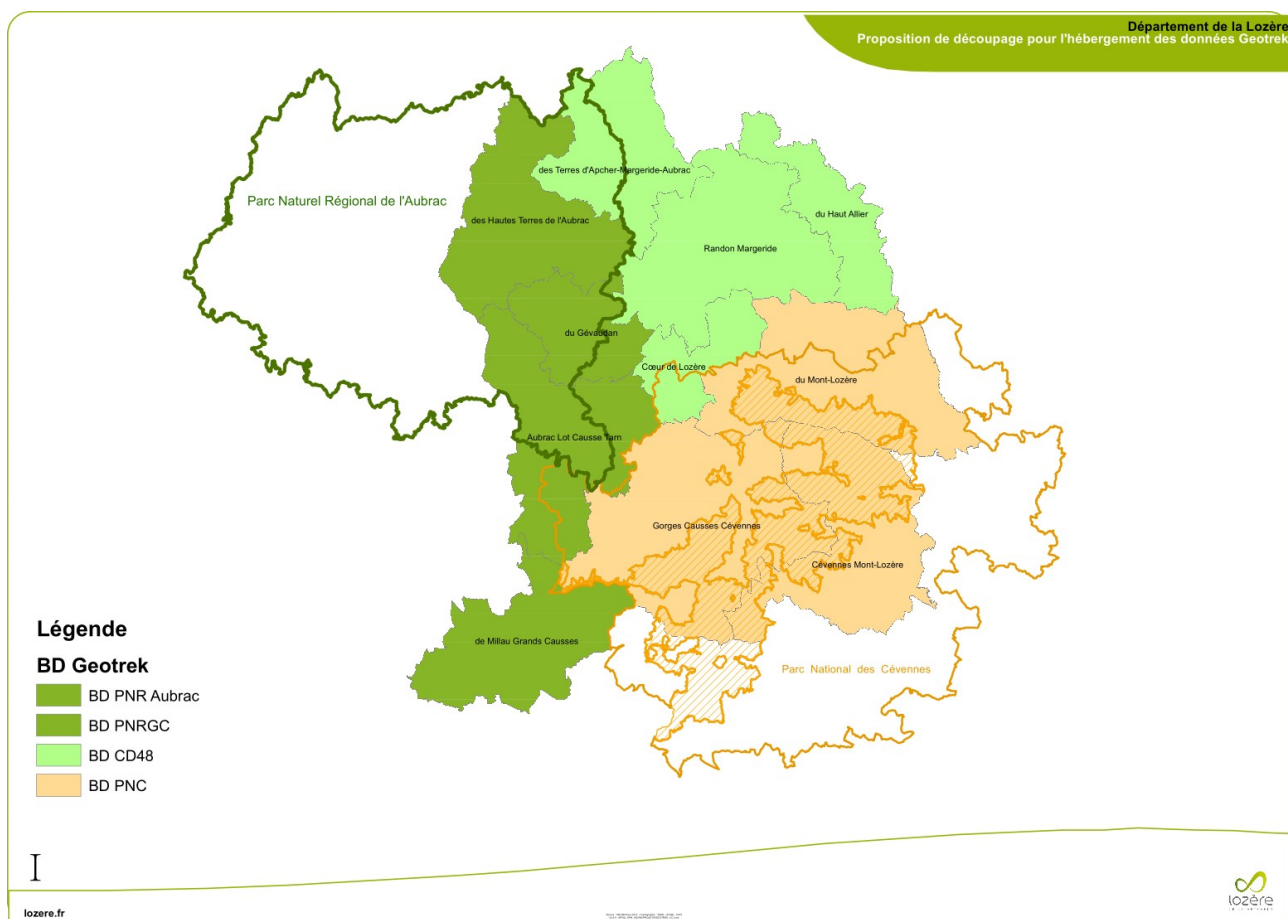 Département de la Lozère
Proposition de découpage pour l'hébergement des données Geotrek
des Terres d'Apcher-Margeride-Aubrac
Parc Naturel Régional de l'Aubrac
des Hautes Terres de l'Aubrac
du Haut Allier
Randon Margeride
du Gévaudan
Cœur de Lozère
du Mont-Lozère
Aubrac Lot Causse Tarn
Gorges Causses Cévennes
Cévennes Mont-Lozère
de Millau Grands Causses
Parc National des Cévennes
Légende
BD Geotrek
BD PNR Aubrac
BD PNRGC
BD CD48
BD PNC
lozere.fr
lozère